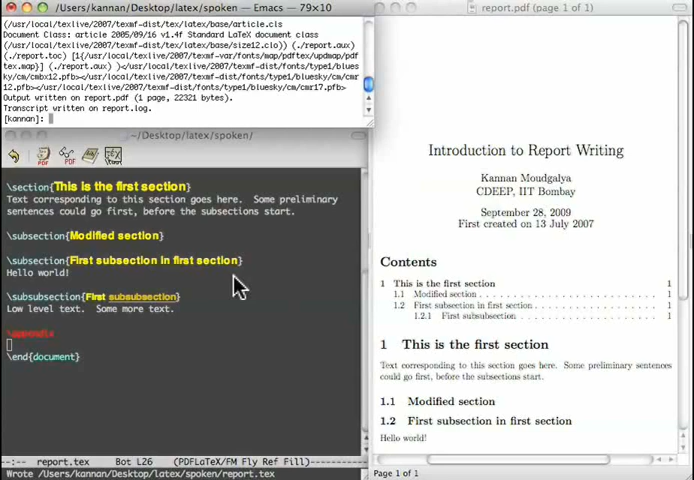 /Users/kannan/Desktop/latex/spoken — Emacs — 79×10
(/usr/local/texlive/2007/texmf-dist/tex/latex/base/article.cls
Document Class: article 2005/09/16 v1.4f Standard LaTeX document class
(/usr/local/texlive/2007/texmf-dist/tex/latex/base/size12.clo)) (./report.aux)
(./report.toc) [1{/usr/local/texlive/2007/texmf-var/fonts/map/pdftex/updmap/pdf
tex.map}] (./report.aux) )</usr/local/texlive/2007/texmf-dist/fonts/type1/blues
ky/cm/cmbx12.pfb></usr/local/texlive/2007/texmf-dist/fonts/type1/bluesky/cm/cmr
12.pfb></usr/local/texlive/2007/texmf-dist/fonts/type1/bluesky/cm/cmr17.pfb>
Output written on report.pdf (1 page, 22321 bytes).
Transcript written on report.log.
[kannan]:
~/Desktop/latex/spoken/
PDF
PDF
\section{This is the first section}
Text corresponding to this section goes here.  Some preliminary
sentences could go first, before the subsections start.
\subsection{Modified section}
\subsection{First subsection in first section}
Hello world!
\subsubsection{First subsubsection}
Low level text.  Some more text.
\appendix
\end{document}
--:--  report.tex      Bot L26    (PDFLaTeX/FM Fly Ref Fill)
Wrote /Users/kannan/Desktop/latex/spoken/report.tex
report.pdf (page 1 of 1)
Introduction to Report Writing
Kannan Moudgalya
CDEEP, IIT Bombay
September 28, 2009
First created on 13 July 2007
Contents
1 This is the first section 1
1.1 Modified section . . . . . . . . . . . . . . . . . . . . . . . 1
1.2 First subsection in first section . . . . . . . . . . . . . . . 1
1.2.1 First subsubsection . . . . . . . . . . . . . . . . . . 1
1 This is the first section
Text corresponding to this section goes here. Some preliminary sentences
could go first, before the subsections start.
1.1 Modified section
1.2 First subsection in first section
Hello world!
Page 1 of 1